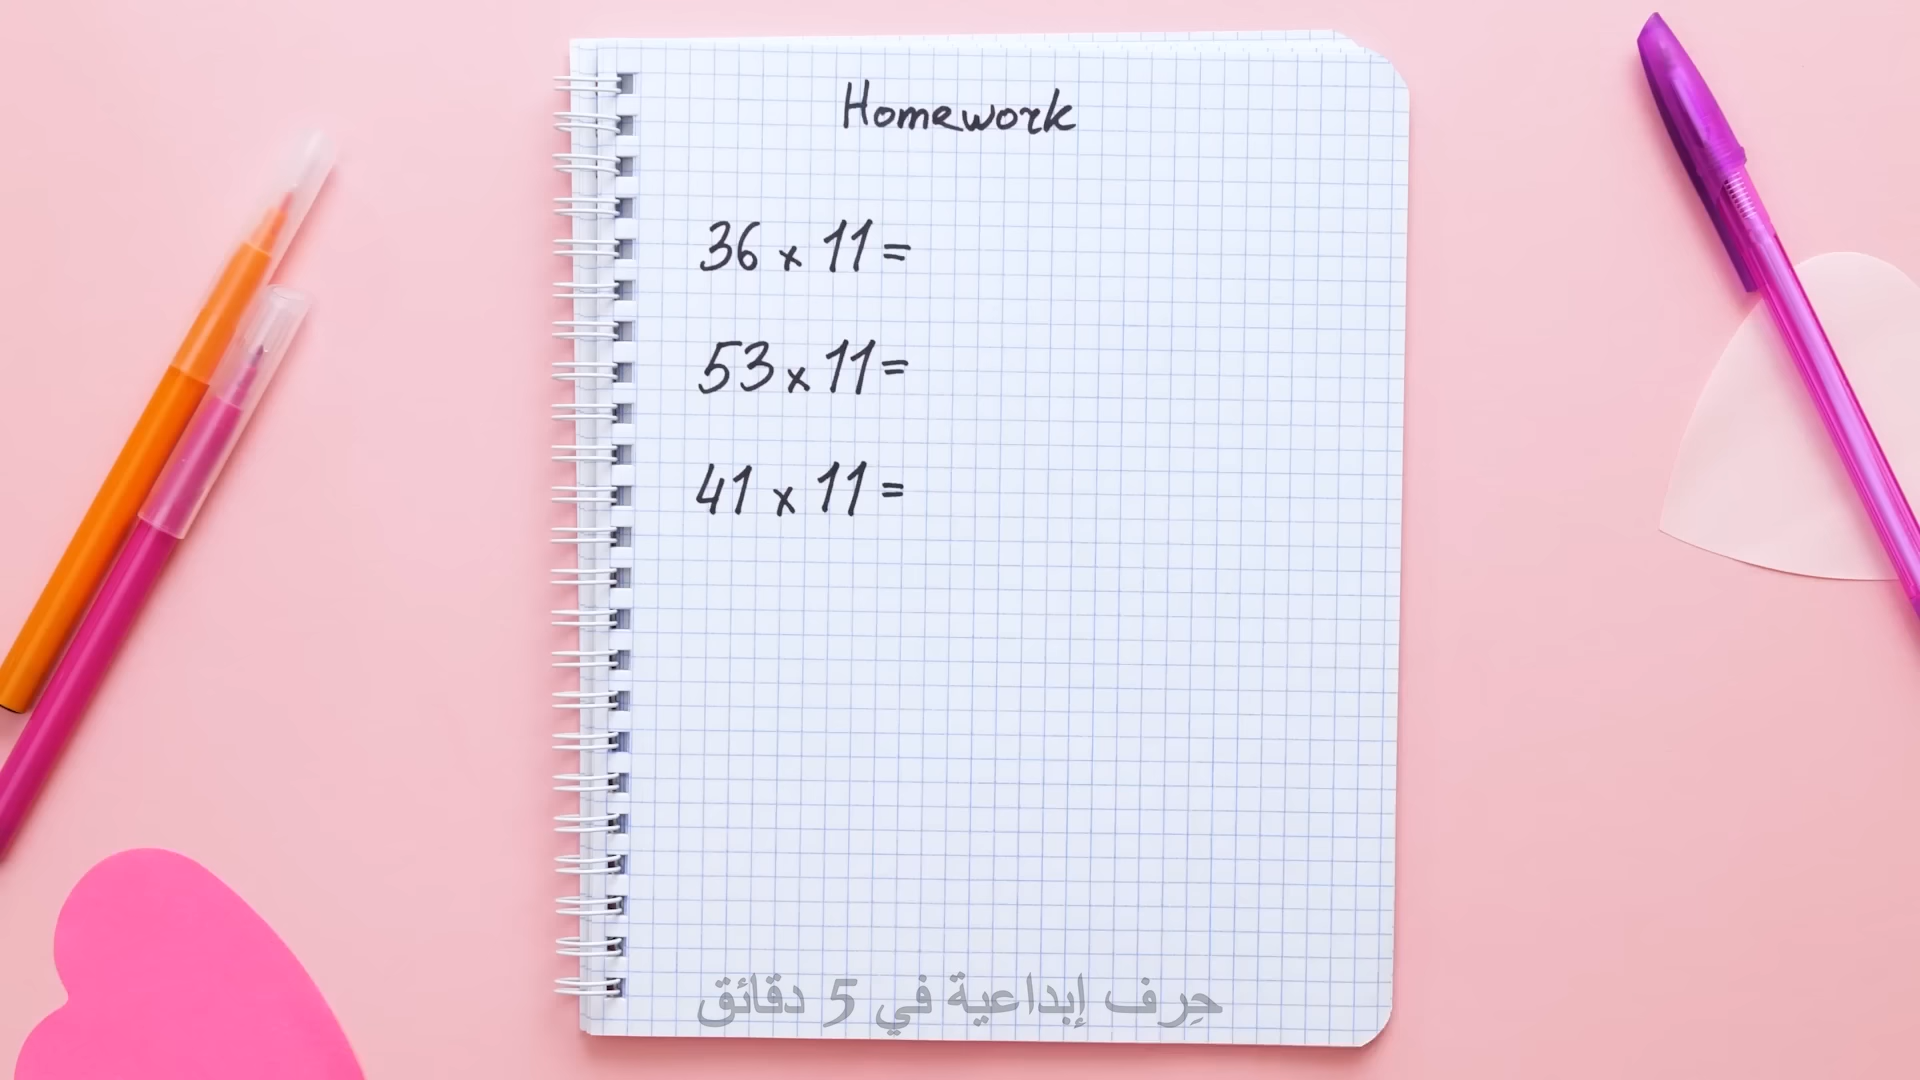 Homework
36 x 11 =
53 x 11 =
41 x 11 =
حِرف إبداعية في 5 دقائق